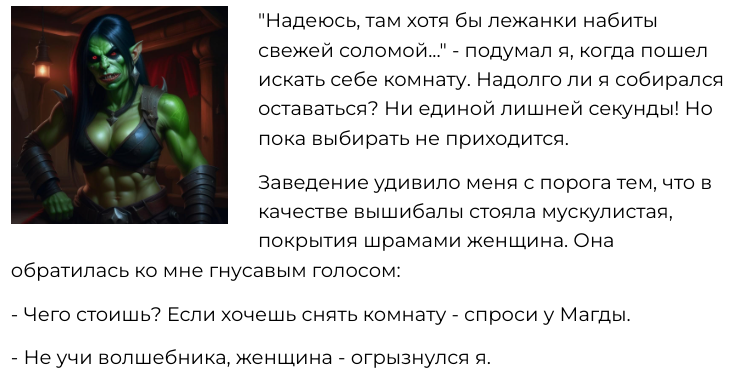 "Надеюсь, там хотя бы лежанки набиты
свежей соломой..." - подумал я, когда пошел
искать себе комнату. Надолго ли я собирался
оставаться? Ни единой лишней секунды! Но
пока выбирать не приходится.
Заведение удивило меня с порога тем, что в
качестве вышибалы стояла мускулистая,
покрытия шрамами женщина. Она
обратилась ко мне гнусавым голосом:
- Чего стоишь? Если хочешь снять комнату - спроси у Магды.
- Не учи волшебника, женщина - огрызнулся я.